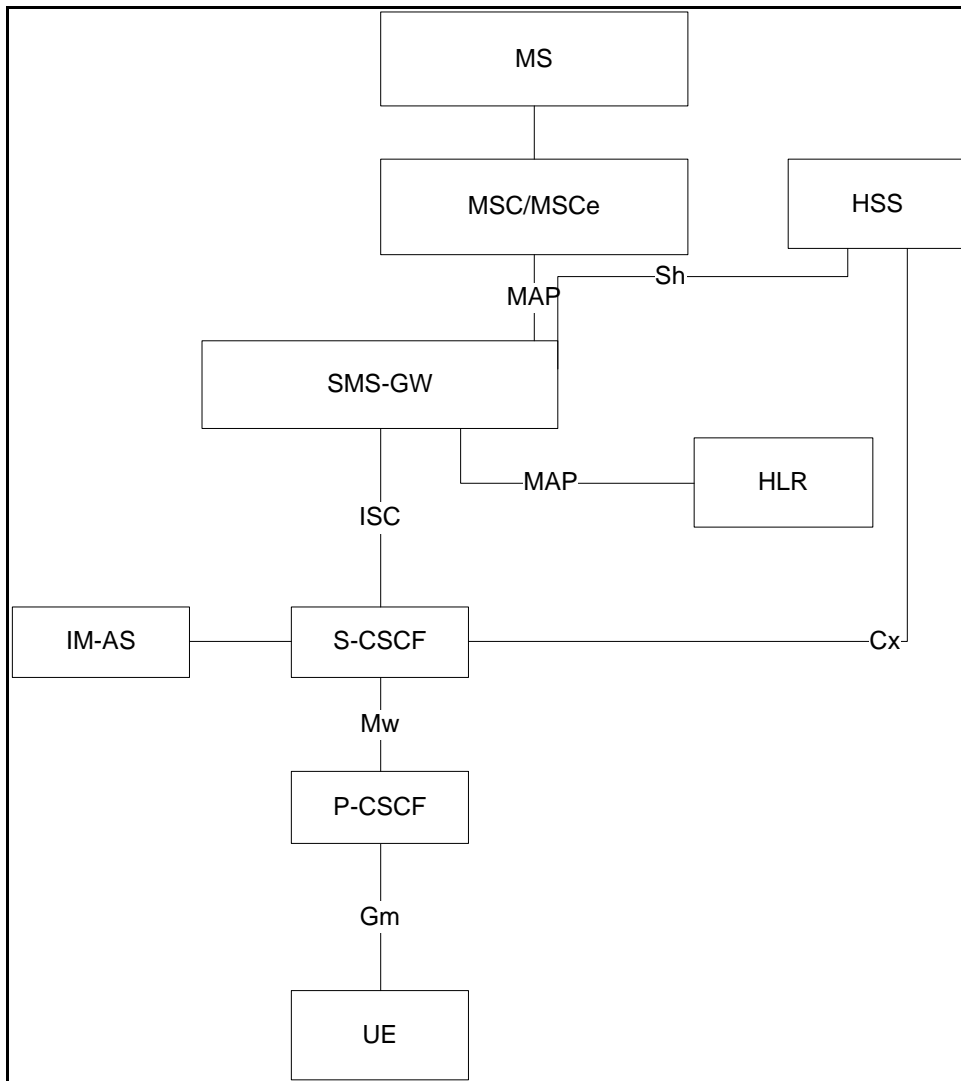 MS
MSC/MSCe
HSS
Sh
MAP
SMS-GW
MAP
HLR
ISC
IM-AS
S-CSCF
Cx
Mw
P-CSCF
Gm
UE